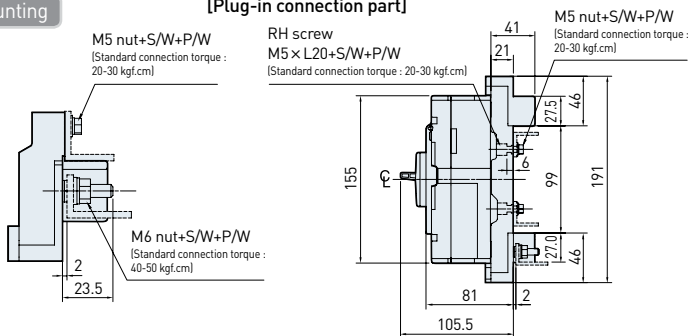 unting
[Plug-in connection part]
M5 nut+S/W+P/W
(Standard connection torque :
20-30 kgf.cm)
RH screw
M5×L20+S/W+P/W
(Standard connection torque : 20-30 kgf.cm)
M5 nut+S/W+P/W
(Standard connection torque :
20-30 kgf.cm)
41
21
27.5
46
155
6
99
191
27.0
46
81
2
105.5
M6 nut+S/W+P/W
(Standard connection torque :
40-50 kgf.cm)
2
23.5